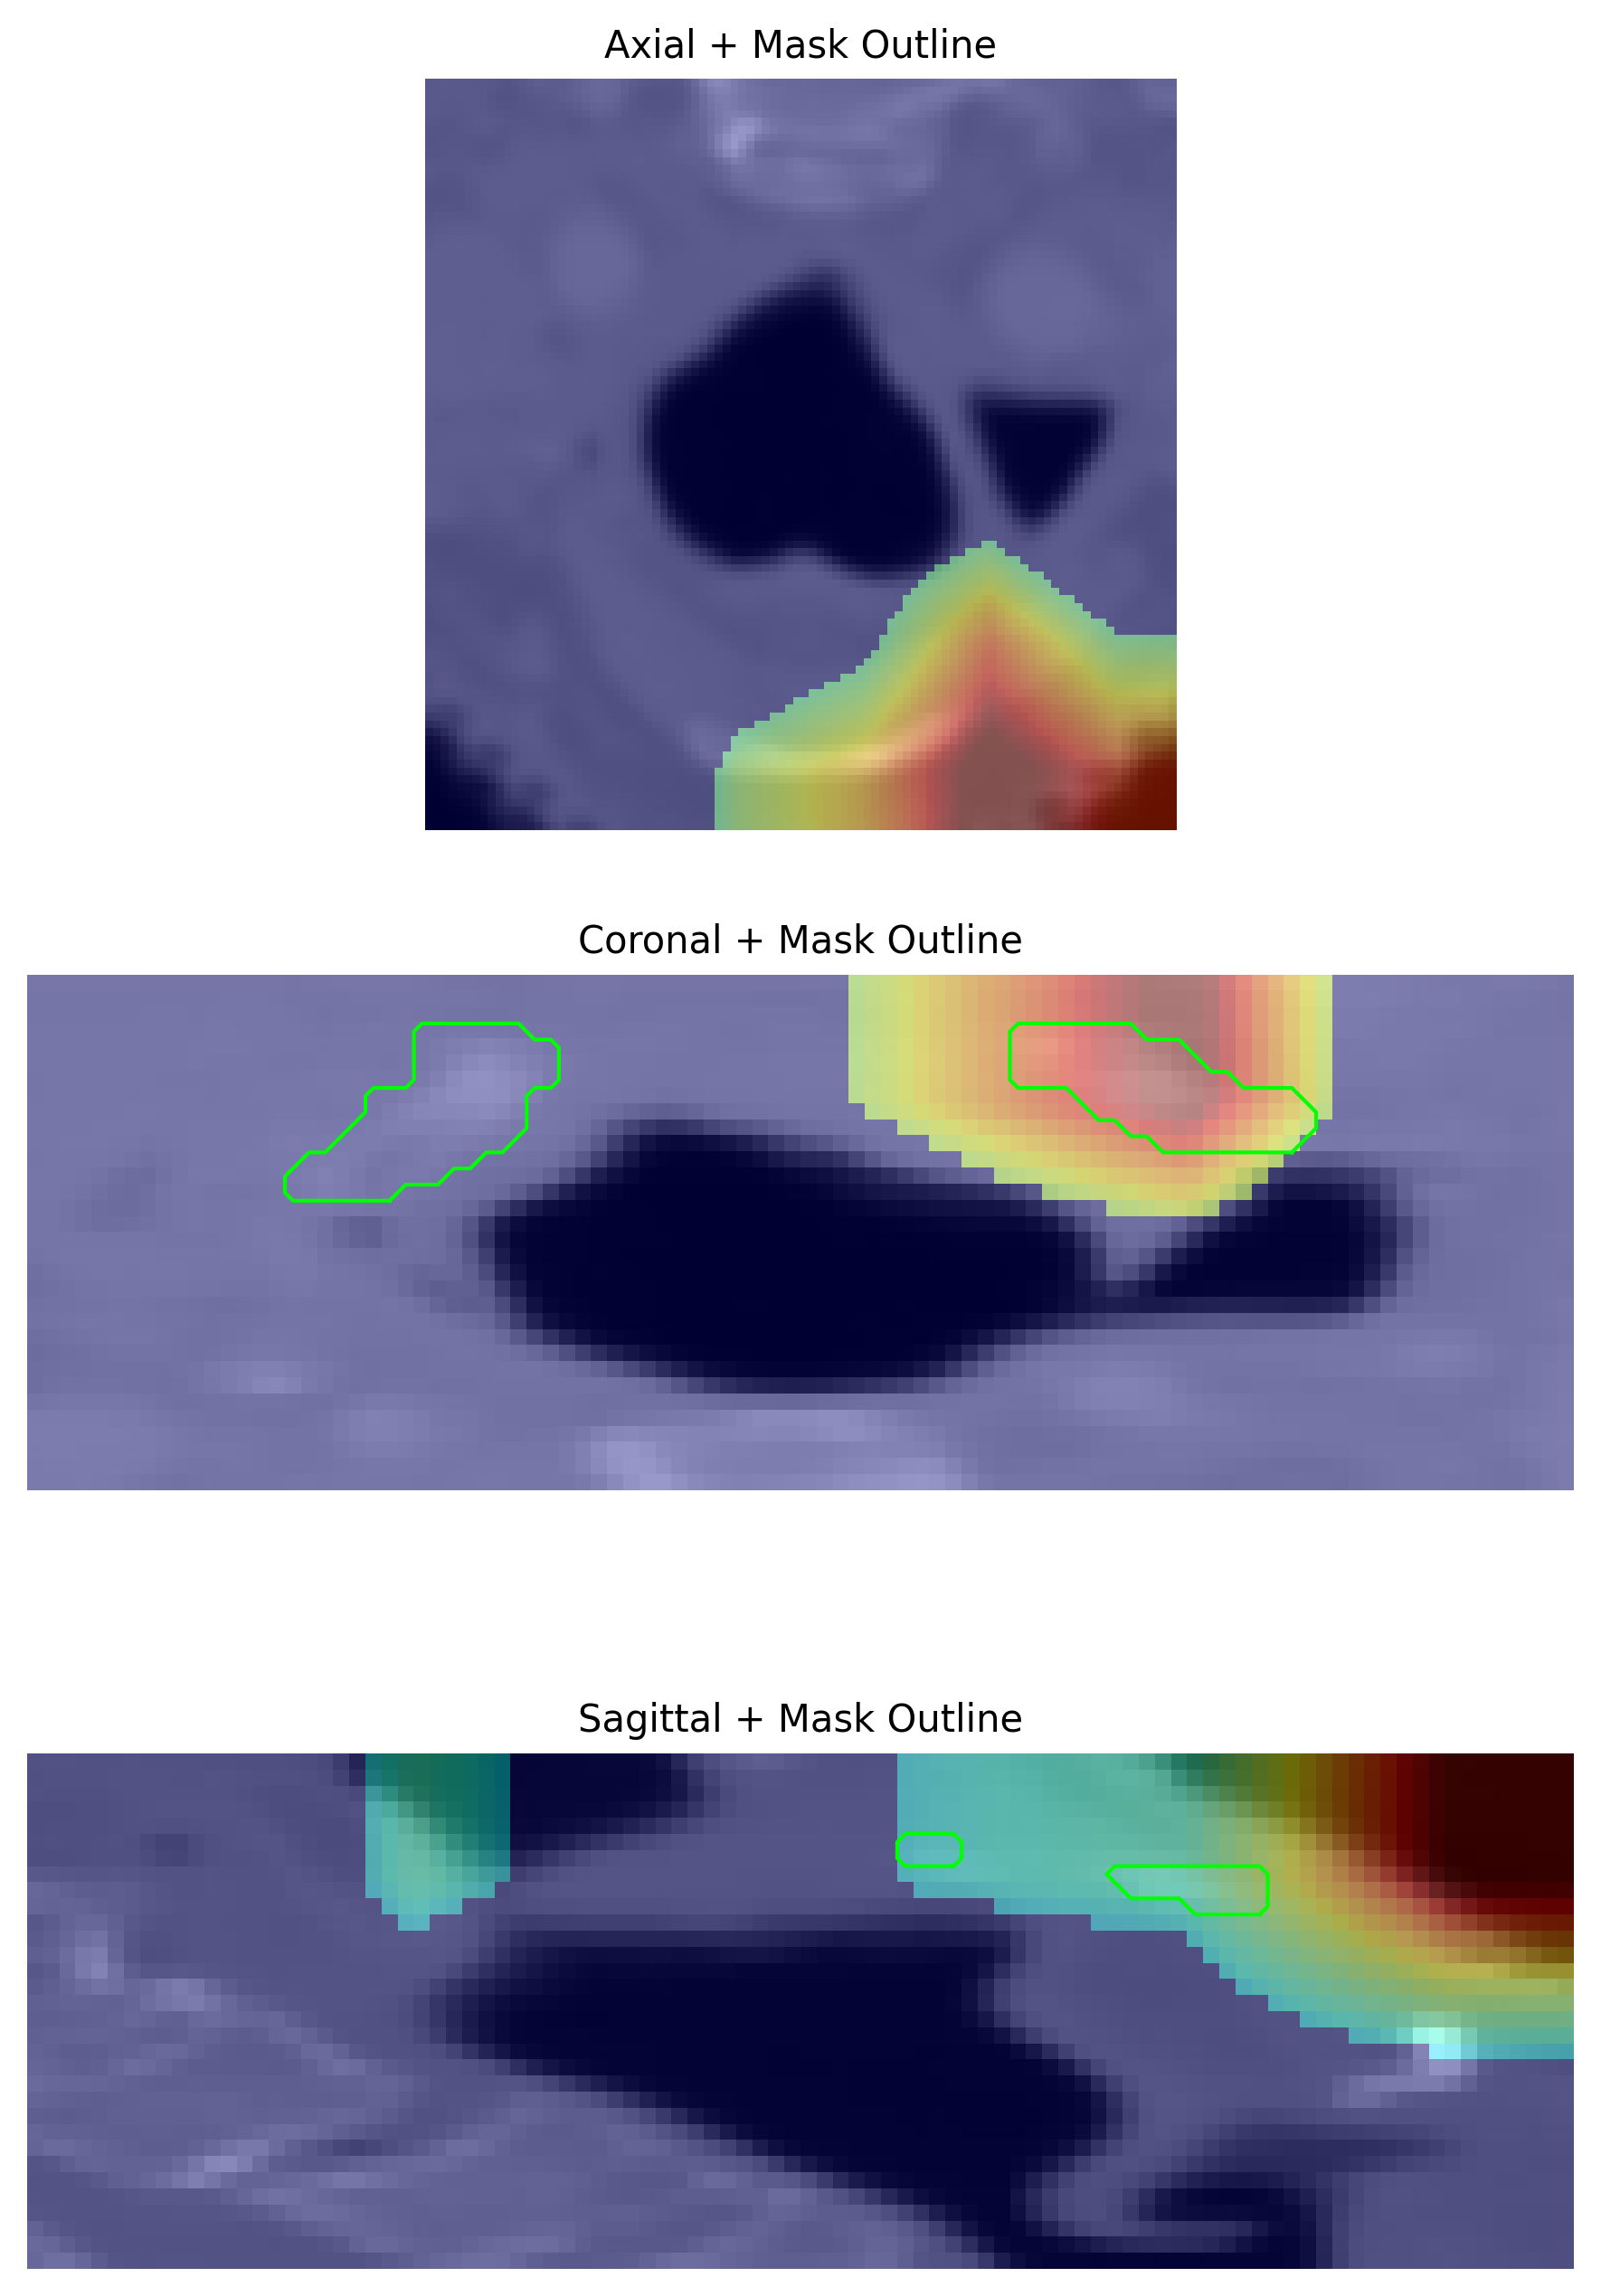 Axial + Mask Outline
Coronal + Mask Outline
Sagittal + Mask Outline